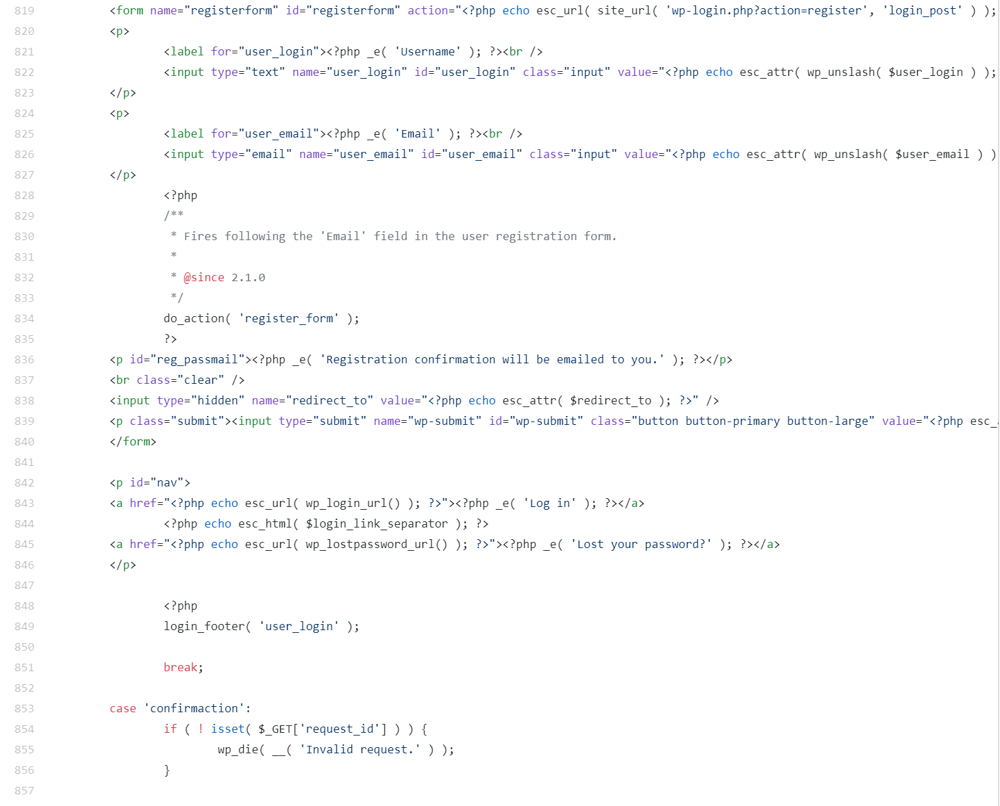 819 <form name="registerform" id="registerform" action="<?php echo esc_url( site_url( 'wp-login.php?action=register', 'login_post' ) );
820 <p>
821 <label for="user_login"><?php _e( 'Username' ); ?><br />
822 <input type="text" name="user_login" id="user_login" class="input" value="<?php echo esc_attr( wp_unslash( $user_login ) );
823 </p>
824 <p>
825 <label for="user_email"><?php _e( 'Email' ); ?><br />
826 <input type="email" name="user_email" id="user_email" class="input" value="<?php echo esc_attr( wp_unslash( $user_email ) )
827 </p>
828 <?php
829 /**
830 * Fires following the 'Email' field in the user registration form.
831 *
832 * @since 2.1.0
833 */
834 do_action( 'register_form' );
835 ?>
836 <p id="reg_passmail"><?php _e( 'Registration confirmation will be emailed to you.' ); ?></p>
837 <br class="clear" />
838 <input type="hidden" name="redirect_to" value="<?php echo esc_attr( $redirect_to ); ?>" />
839 <p class="submit"><input type="submit" name="wp-submit" id="wp-submit" class="button button-primary button-large" value="<?php esc_
840 </form>
841
842 <p id="nav">
843 <a href="<?php echo esc_url( wp_login_url() ); ?>"><?php _e( 'Log in' ); ?></a>
844 <?php echo esc_html( $login_link_separator ); ?>
845 <a href="<?php echo esc_url( wp_lostpassword_url() ); ?>"><?php _e( 'Lost your password?' ); ?></a>
846 </p>
847
848 <?php
849 login_footer( 'user_login' );
850
851 break;
852
853 case 'confirmaction':
854 if ( ! isset( $_GET['request_id'] ) ) {
855 wp_die( __( 'Invalid request.' ) );
856 }
857